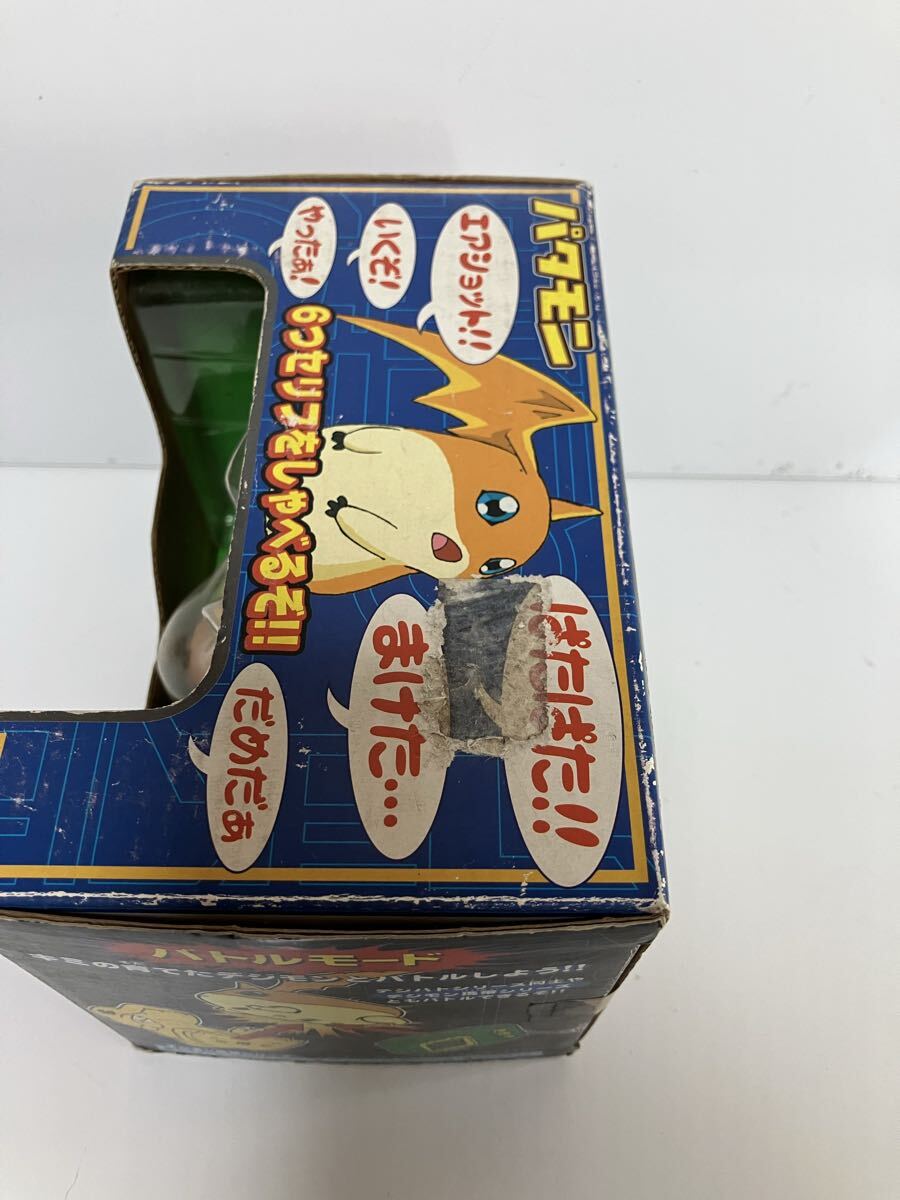 パタモン
エアショット!!
いくぞ!
やったぁ!
6つセリフをしゃべるぞ!!
ぱたぱた!!
まけた…
だめだぁ
バトルモード
キミの育てたデジモンとバトルしよう!!